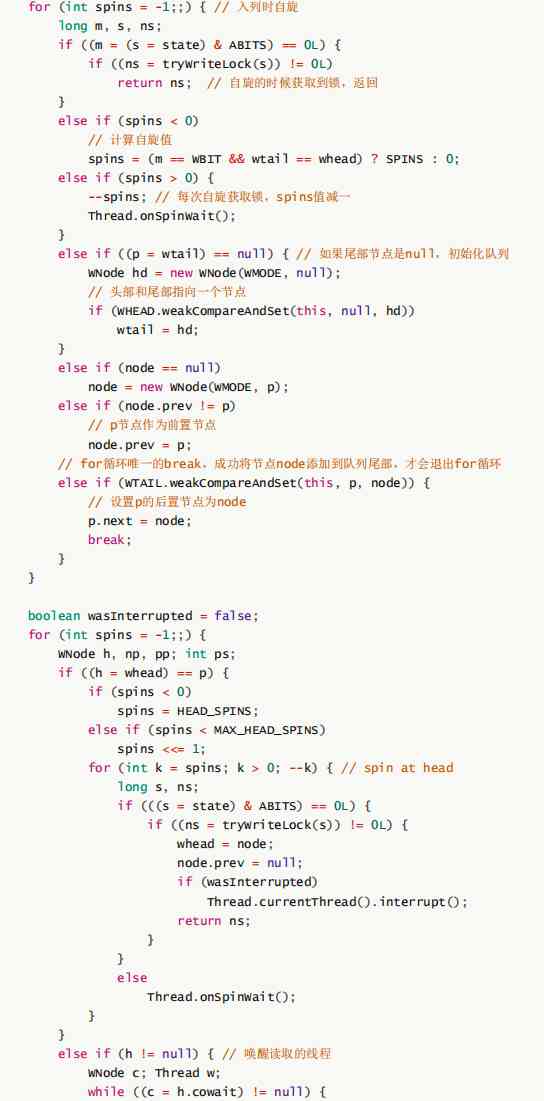 for (int spins = -1;;) { // 入列时自旋
    long m, s, ns;
    if ((m = (s = state) & ABITS) == 0L) {
        if ((ns = tryWriteLock(s)) != 0L)
            return ns;  // 自旋的时候获取到锁，返回
    }
    else if (spins < 0)
        // 计算自旋值
        spins = (m == WBIT && wtail == whead) ? SPINS : 0;
    else if (spins > 0) {
        --spins; // 每次自旋获取锁，spins值减一
        Thread.onSpinWait();
    }
    else if ((p = wtail) == null) { // 如果尾部节点是null，初始化队列
        WNode hd = new WNode(WMODE, null);
        // 头部和尾部指向一个节点
        if (WHEAD.weakCompareAndSet(this, null, hd))
            wtail = hd;
    }
    else if (node == null)
        node = new WNode(WMODE, p);
    else if (node.prev != p)
        // p节点作为前置节点
        node.prev = p;
    // for循环唯一的break，成功将节点node添加到队列尾部，才会退出for循环
    else if (WTAIL.weakCompareAndSet(this, p, node)) {
        // 设置p的后置节点为node
        p.next = node;
        break;
    }
}
boolean wasInterrupted = false;
for (int spins = -1;;) {
    WNode h, np, pp; int ps;
    if ((h = whead) == p) {
        if (spins < 0)
            spins = HEAD_SPINS;
        else if (spins < MAX_HEAD_SPINS)
            spins <<= 1;
        for (int k = spins; k > 0; --k) { // spin at head
            long s, ns;
            if (((s = state) & ABITS) == 0L) {
                if ((ns = tryWriteLock(s)) != 0L) {
                    whead = node;
                    node.prev = null;
                    if (wasInterrupted)
                        Thread.currentThread().interrupt();
                    return ns;
                }
            }
            else
                Thread.onSpinWait();
        }
    }
    else if (h != null) { // 唤醒读取的线程
        WNode c; Thread w;
        while ((c = h.cowait) != null) {